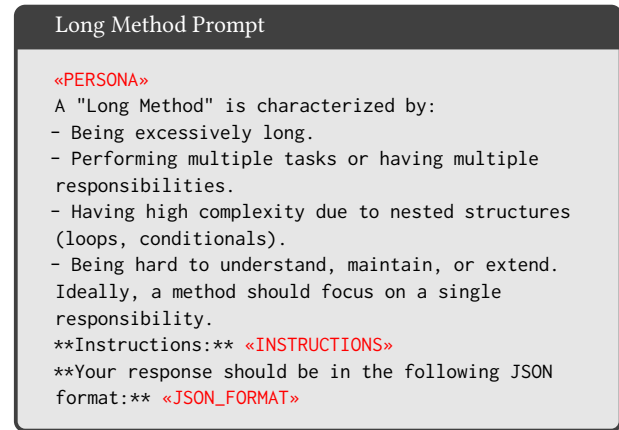 Long Method Prompt
«PERSONA»
A "Long Method" is characterized by:
- Being excessively long.
- Performing multiple tasks or having multiple
responsibilities.
- Having high complexity due to nested structures
(loops, conditionals).
- Being hard to understand, maintain, or extend.
Ideally, a method should focus on a single
responsibility.
**Instructions:** «INSTRUCTIONS»
**Your response should be in the following JSON
format:** «JSON_FORMAT»